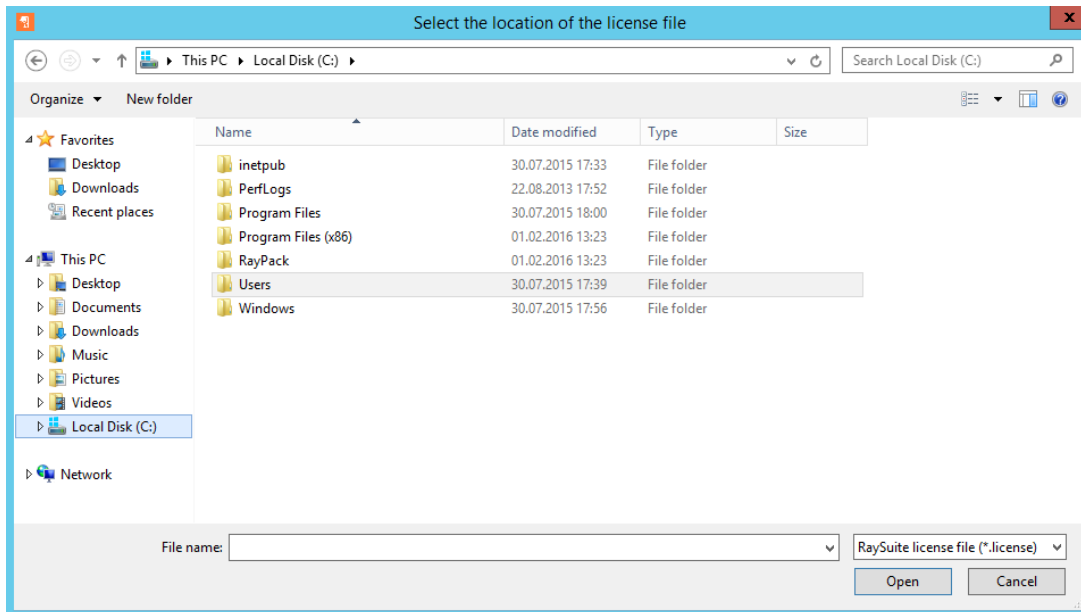 Select the location of the license file
x
This PC Local Disk (C:)
Search Local Disk (C:)
Organize New folder
Name Date modified Type Size
Favorites
Desktop
Downloads
Recent places
This PC
Desktop
Documents
Downloads
Music
Pictures
Videos
Local Disk (C:)
Network
inetpub 30.07.2015 17:33 File folder
PerfLogs 22.08.2013 17:52 File folder
Program Files 30.07.2015 18:00 File folder
Program Files (x86) 01.02.2016 13:23 File folder
RayPack 01.02.2016 13:23 File folder
Users 30.07.2015 17:39 File folder
Windows 30.07.2015 17:56 File folder
File name: RaySuite license file (*.license)
Open Cancel